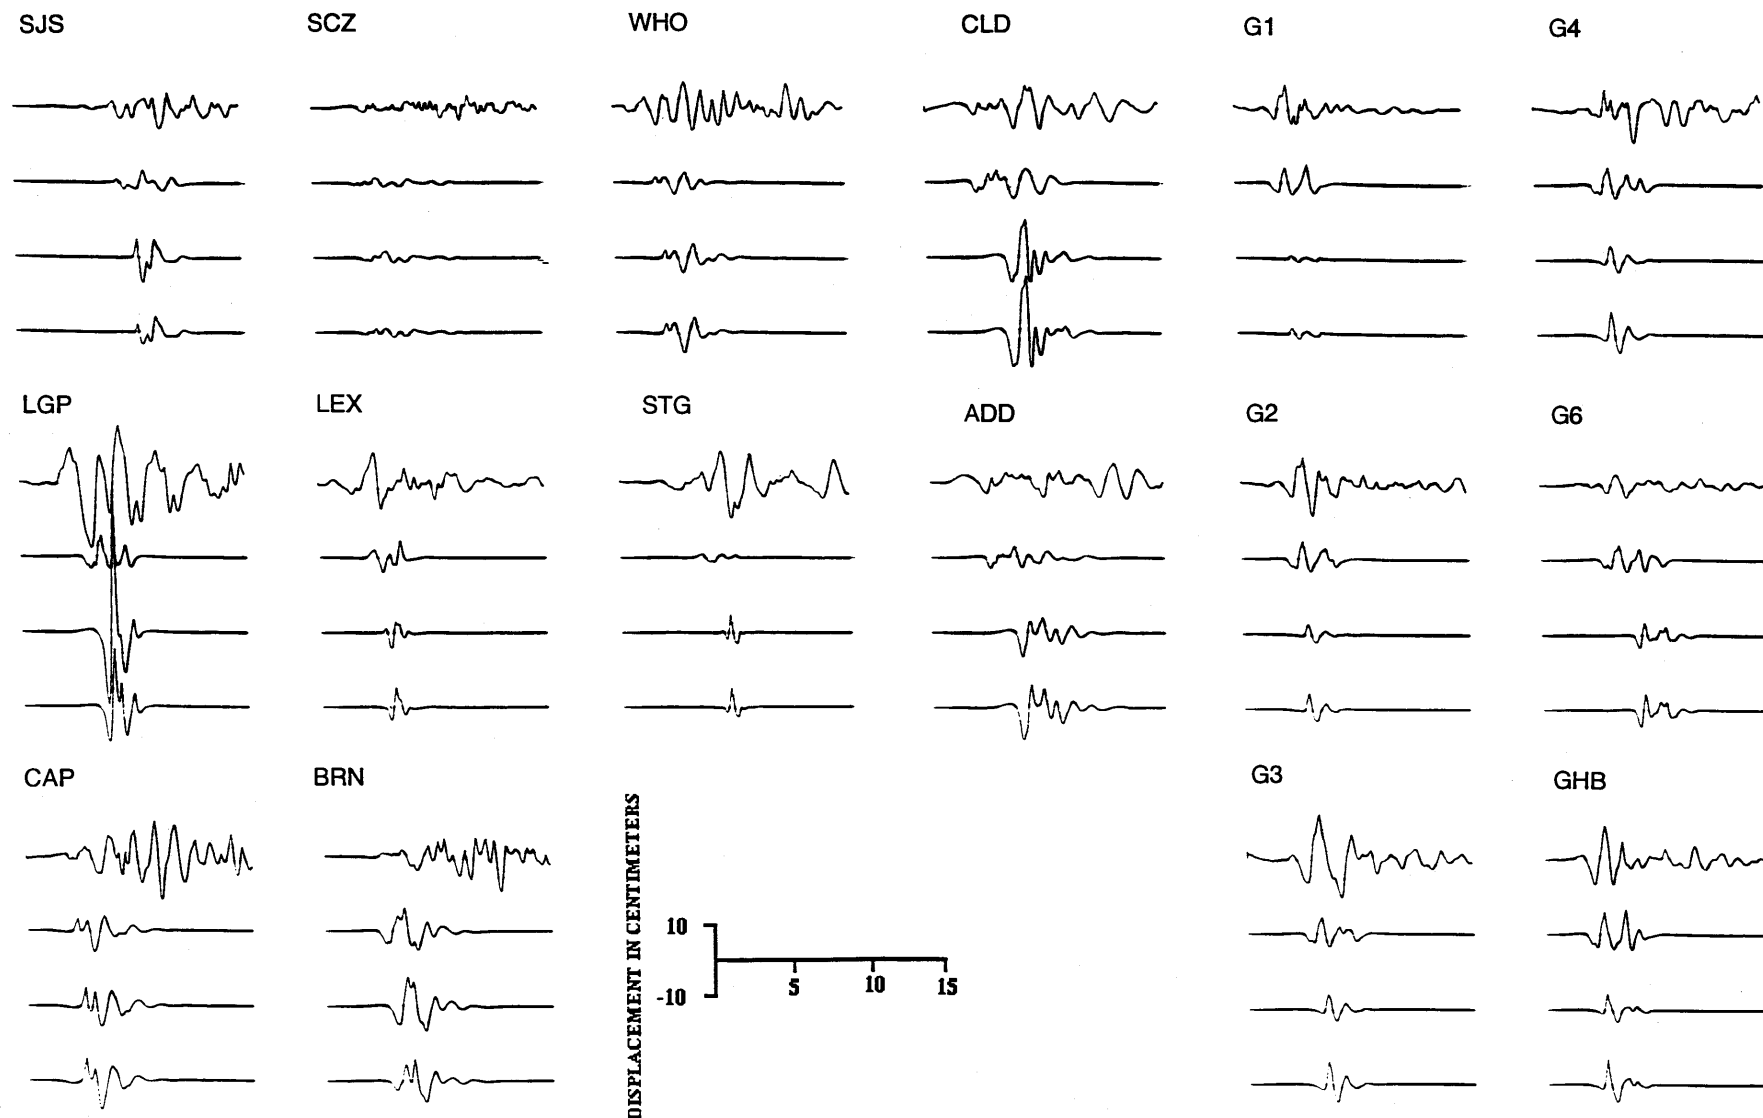 SJS
SCZ
WHO
CLD
G1
G4
LGP
LEX
STG
ADD
G2
G6
CAP
BRN
G3
GHB
DISPLACEMENT IN CENTIMETERS
10
-10
5
10
15